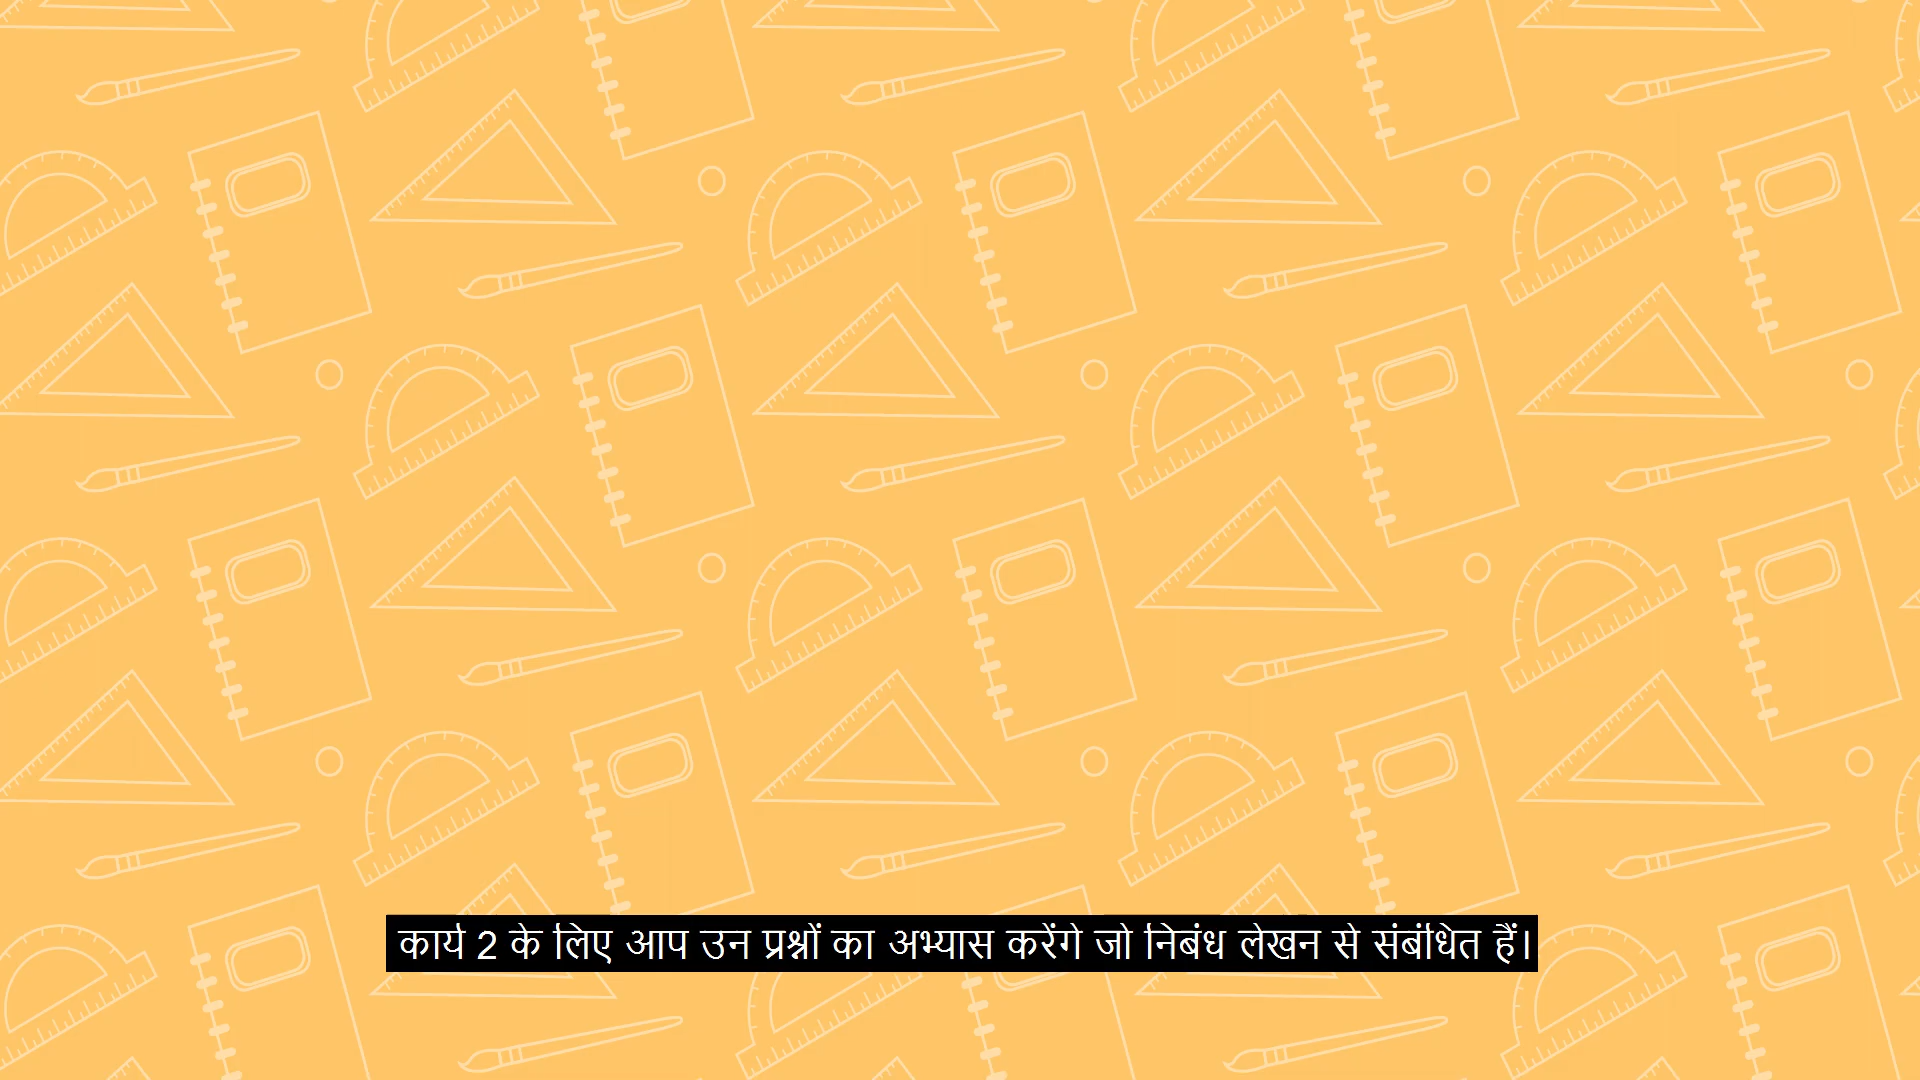 कार्य 2 के लिए आप उन प्रश्नों का अभ्यास करेंगे जो निबंध लेखन से संबंधित हैं।